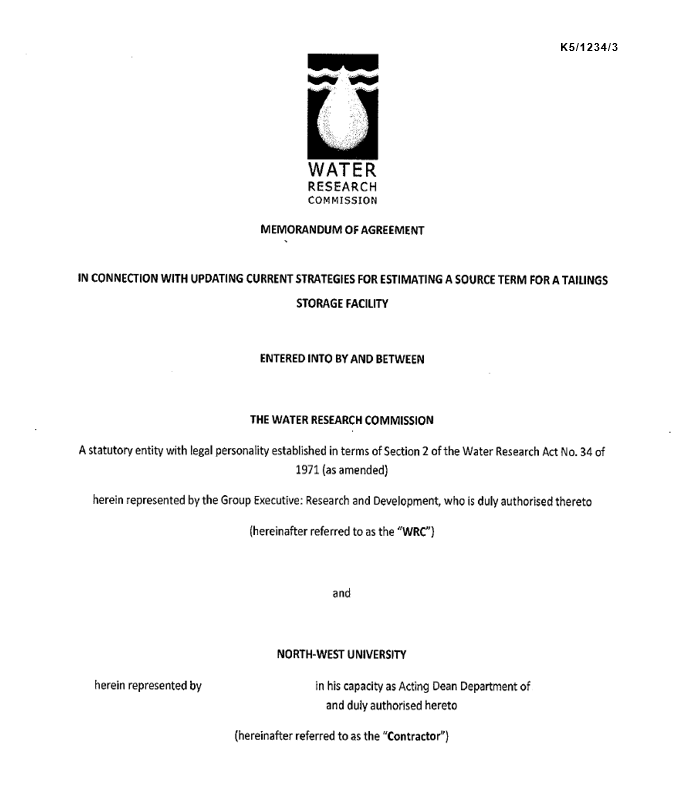 K5/1234/3
WATER
RESEARCH
COMMISSION
MEMORANDUM OF AGREEMENT
IN CONNECTION WITH UPDATING CURRENT STRATEGIES FOR ESTIMATING A SOURCE TERM FOR A TAILINGS
STORAGE FACILITY
ENTERED INTO BY AND BETWEEN
THE WATER RESEARCH COMMISSION
A statutory entity with legal personality established in terms of Section 2 of the Water Research Act No. 34 of
1971 (as amended)
herein represented by the Group Executive: Research and Development, who is duly authorised thereto
(hereinafter referred to as the "WRC")
and
NORTH-WEST UNIVERSITY
herein represented by in his capacity as Acting Dean Department of
and duly authorised hereto
(hereinafter referred to as the "Contractor")